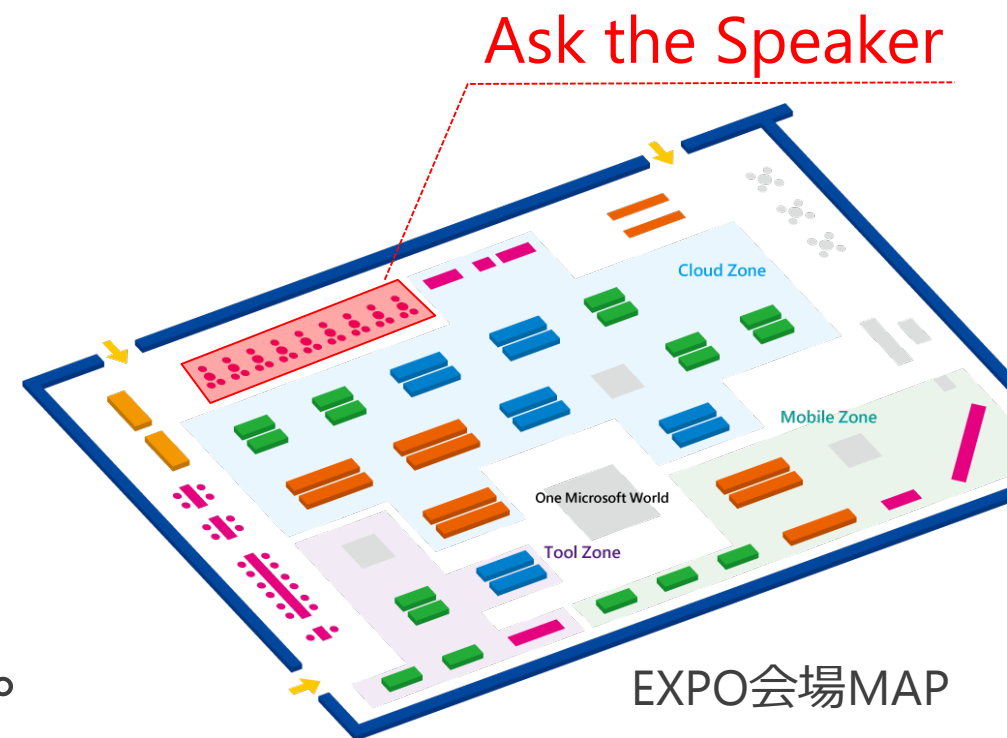 Ask the Speaker
Cloud Zone
Mobile Zone
One Microsoft World
Tool Zone
。
EXPO会場MAP